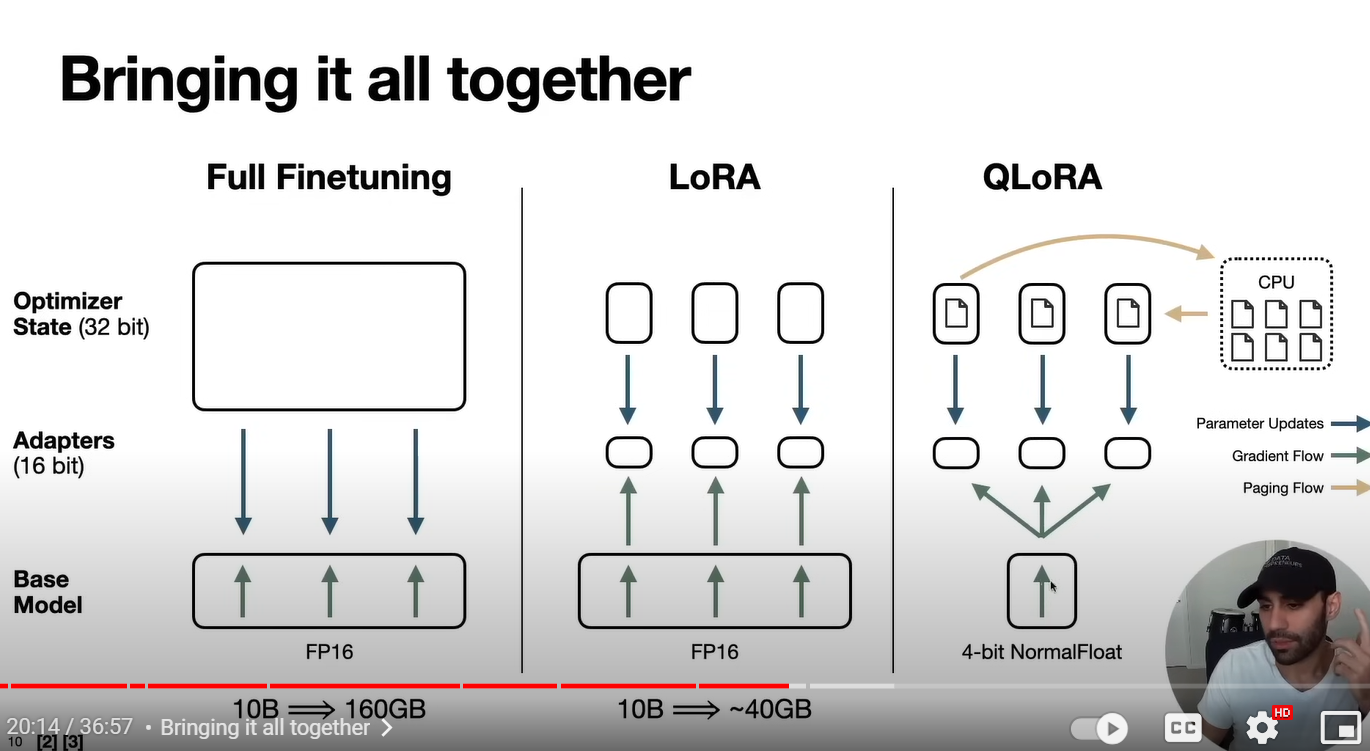 Bringing it all together
Full Finetuning
LoRA
QLoRA
Optimizer
State (32 bit)
CPU
Adapters
(16 bit)
Parameter Updates
Gradient Flow
Paging Flow
Base
Model
FP16
FP16
4-bit NormalFloat
10B ⟹ 160GB
10B ⟹ ~40GB
20:14 / 36:57 • Bringing it all together >
CC
HD
10 [2] [3]